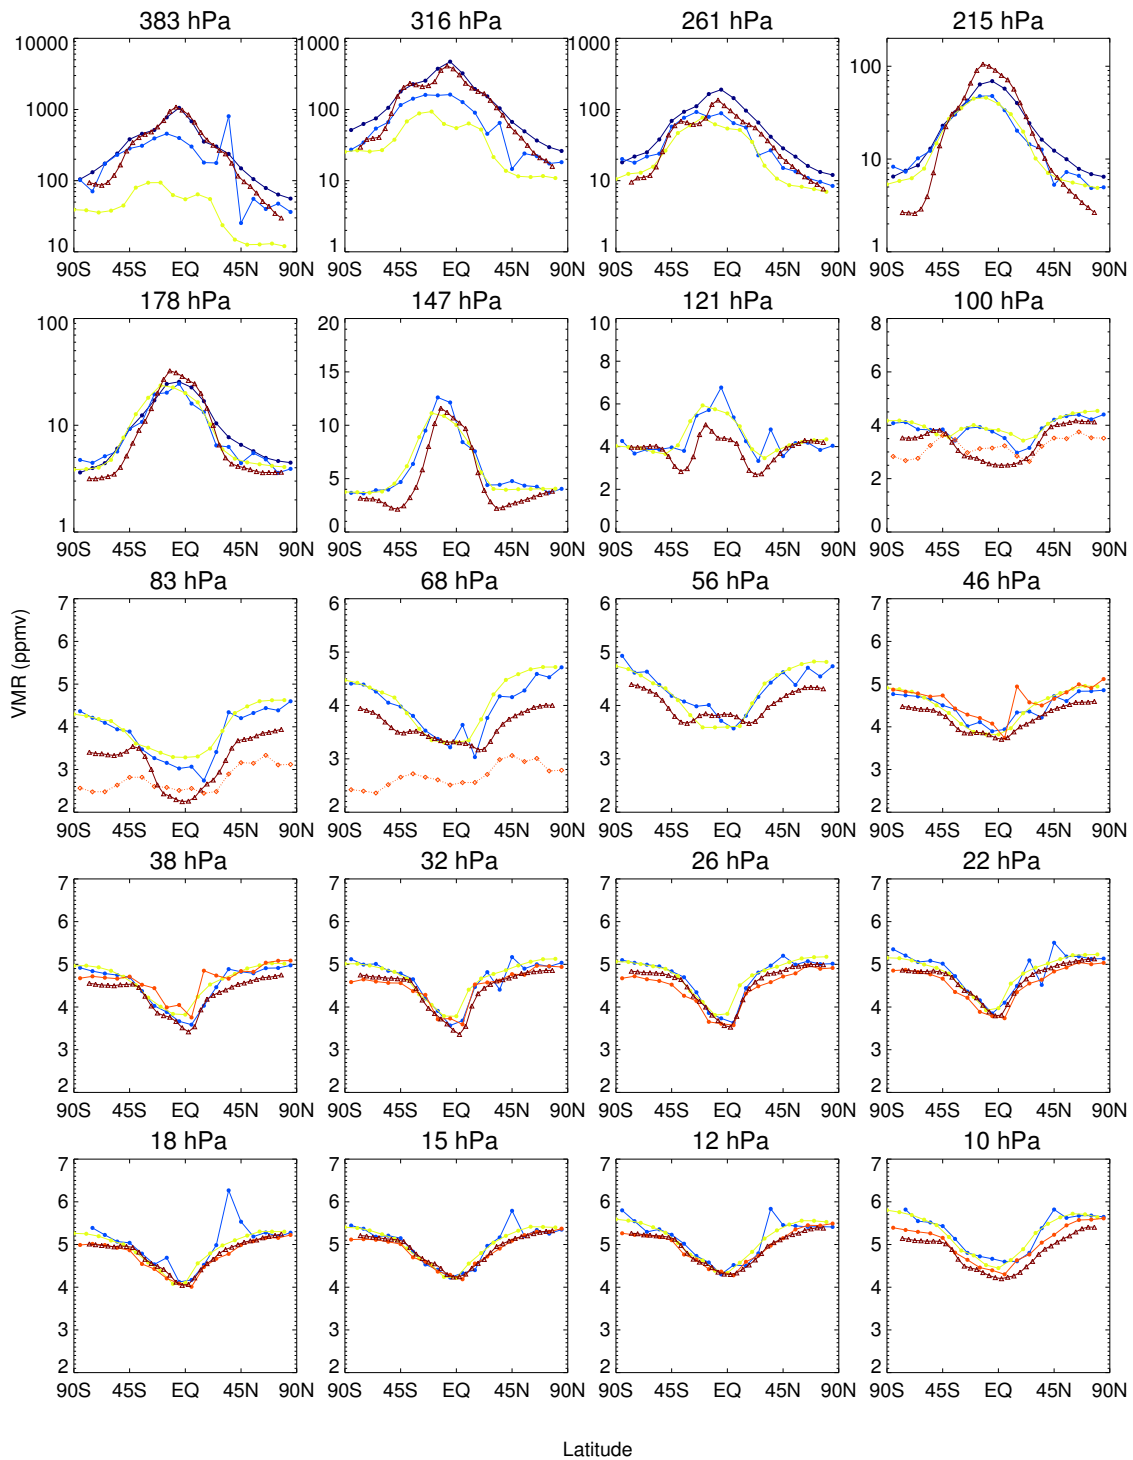 383 hPa 316 hPa 261 hPa 215 hPa
10000 1000 1000 100
1000 100 100 10
100 10 10 1
10 1 1
90S 45S EQ 45N 90N 90S 45S EQ 45N 90N 90S 45S EQ 45N 90N 90S 45S EQ 45N 90N
178 hPa 147 hPa 121 hPa 100 hPa
100 20 10 8
10 15 8 6
1 10 6 4
5 4 2
0 2 0
0
90S 45S EQ 45N 90N 90S 45S EQ 45N 90N 90S 45S EQ 45N 90N 90S 45S EQ 45N 90N
83 hPa 68 hPa 56 hPa 46 hPa
7 6 6 7
6 5 5 6
5 4 4 5
4 3 3 4
3 2 2 3
2 2
90S 45S EQ 45N 90N 90S 45S EQ 45N 90N 90S 45S EQ 45N 90N 90S 45S EQ 45N 90N
VMR (ppmv)
38 hPa 32 hPa 26 hPa 22 hPa
7 7 7 7
6 6 6 6
5 5 5 5
4 4 4 4
3 3 3 3
2 2 2 2
90S 45S EQ 45N 90N 90S 45S EQ 45N 90N 90S 45S EQ 45N 90N 90S 45S EQ 45N 90N
18 hPa 15 hPa 12 hPa 10 hPa
7 7 7 7
6 6 6 6
5 5 5 5
4 4 4 4
3 3 3 3
2 2 2 2
90S 45S EQ 45N 90N 90S 45S EQ 45N 90N 90S 45S EQ 45N 90N 90S 45S EQ 45N 90N
Latitude